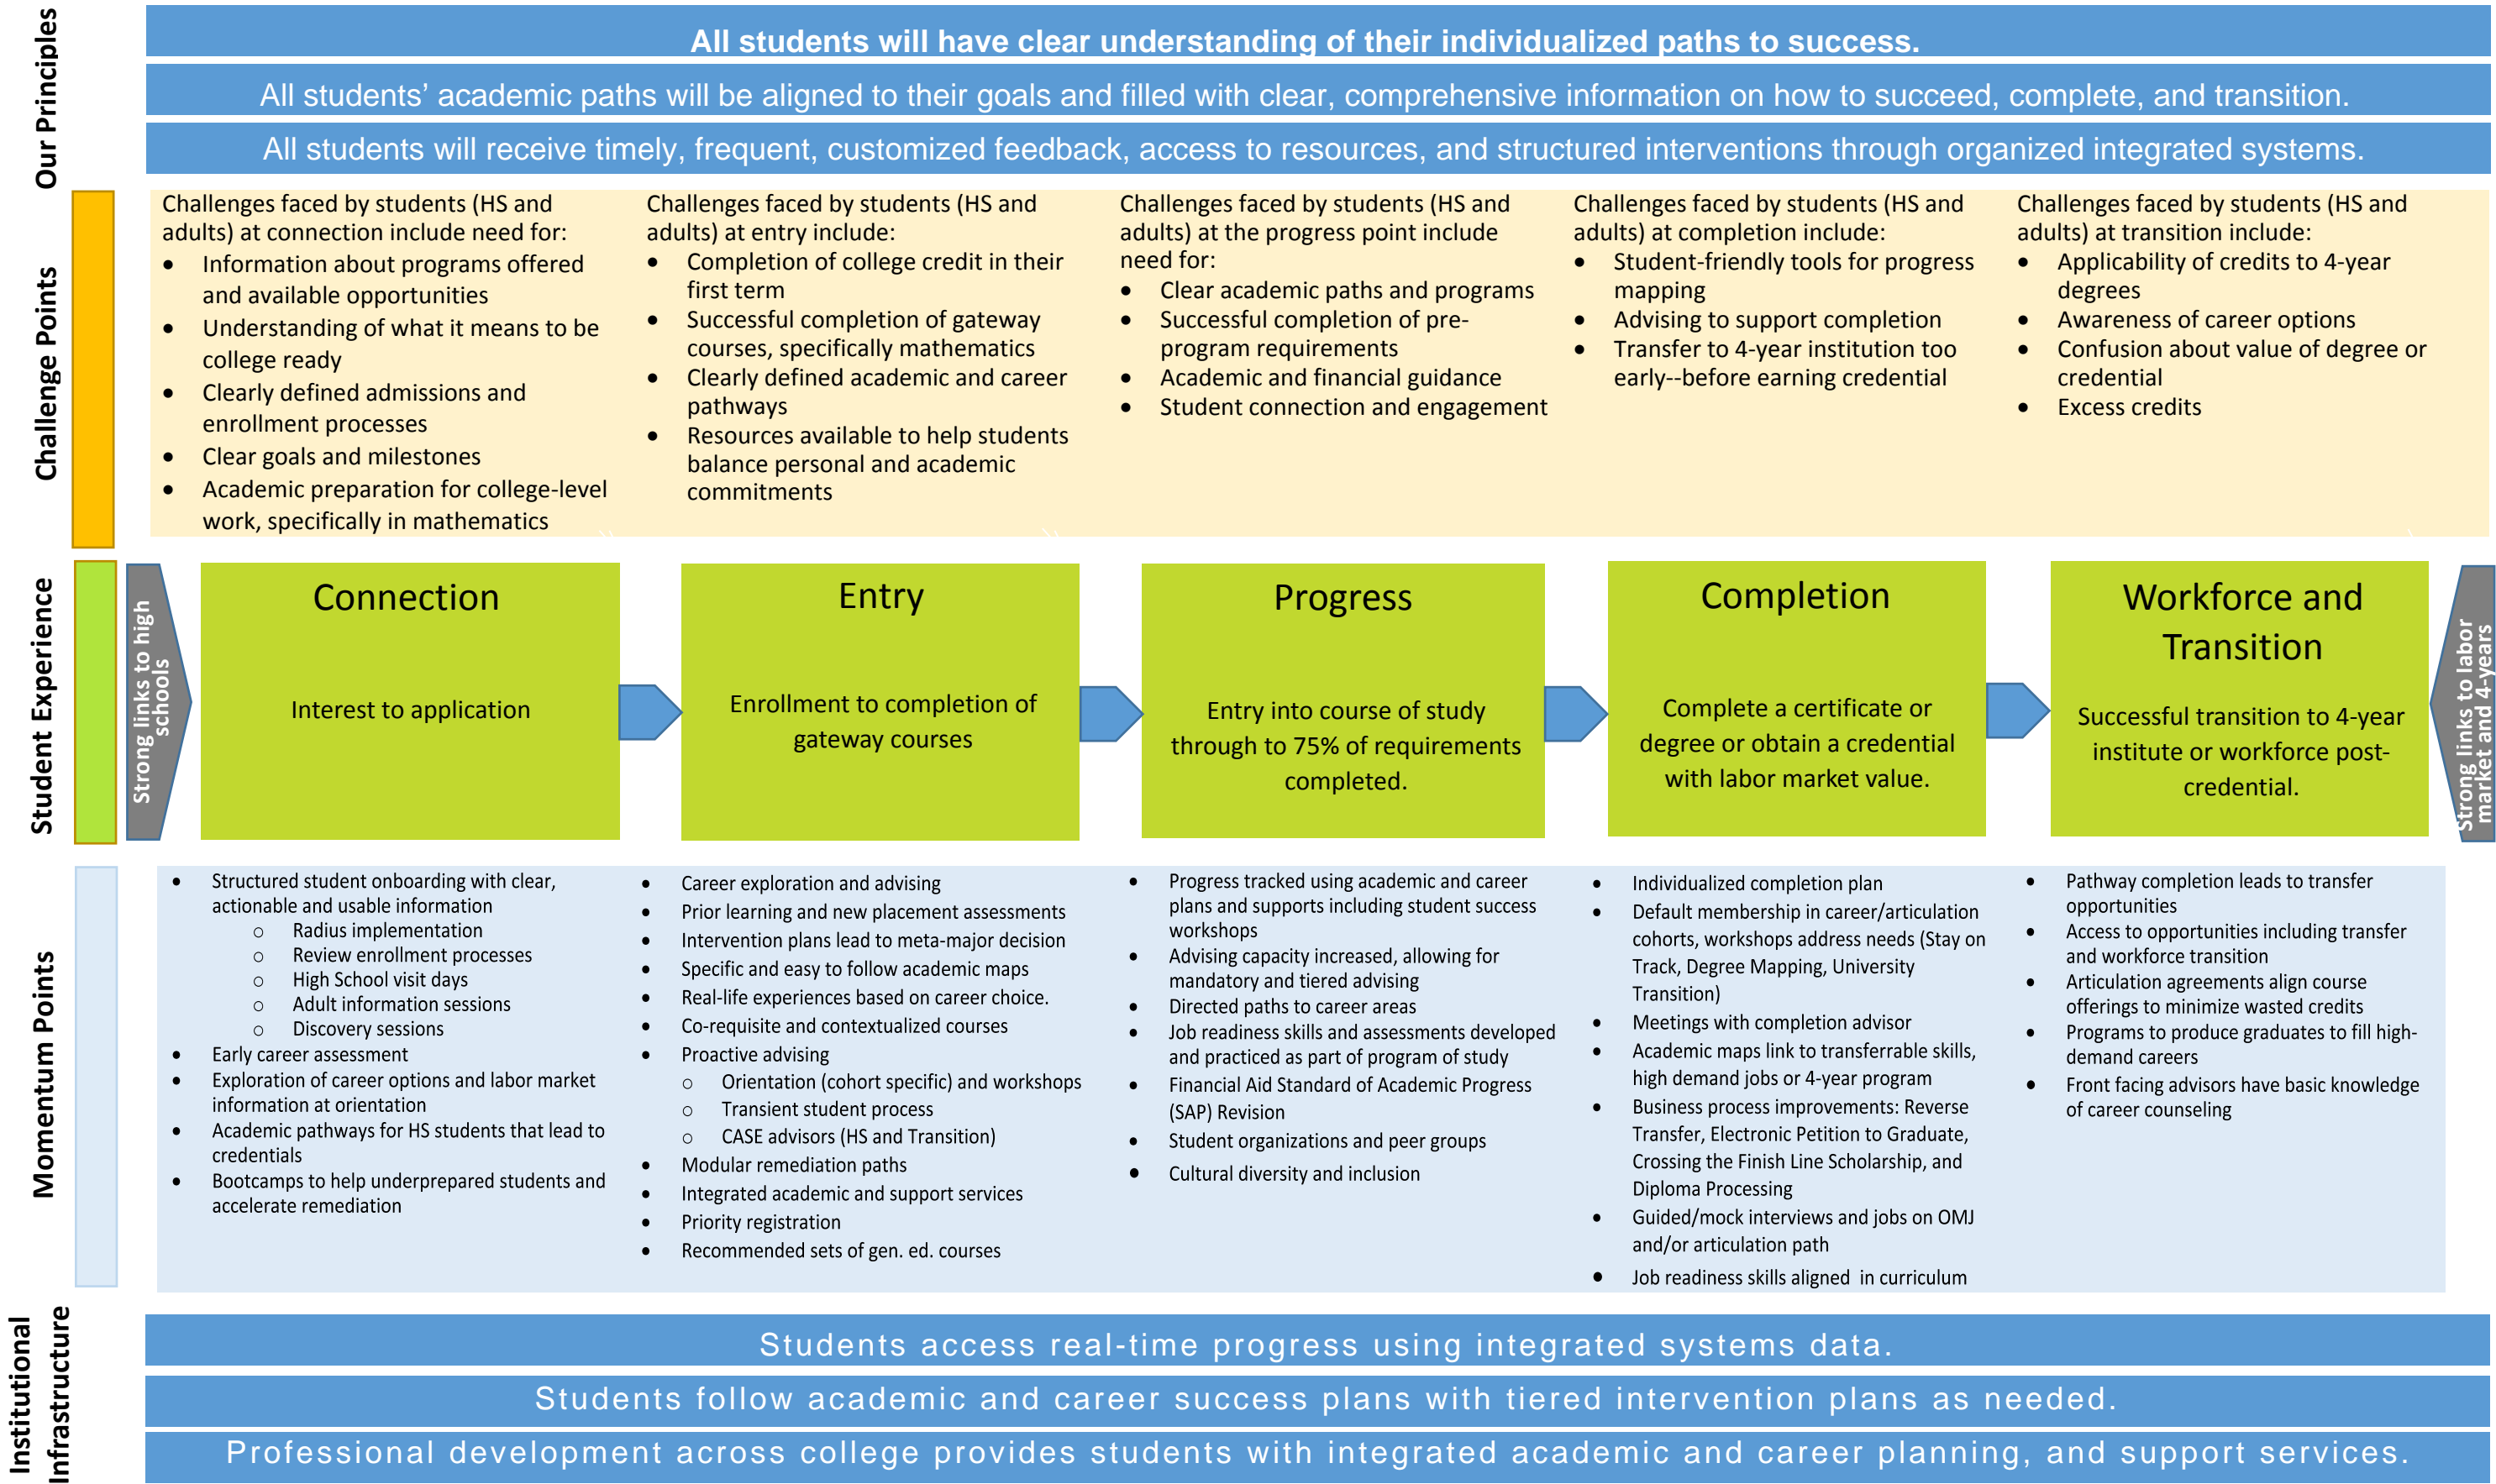 Our Principles
All students will have clear understanding of their individualized paths to success.
All students’ academic paths will be aligned to their goals and filled with clear, comprehensive information on how to succeed, complete, and transition.
All students will receive timely, frequent, customized feedback, access to resources, and structured interventions through organized integrated systems.
Challenge Points
Challenges faced by students (HS and
adults) at connection include need for:
• Information about programs offered
and available opportunities
• Understanding of what it means to be
college ready
• Clearly defined admissions and
enrollment processes
• Clear goals and milestones
• Academic preparation for college-level
work, specifically in mathematics
Challenges faced by students (HS and
adults) at entry include:
• Completion of college credit in their
first term
• Successful completion of gateway
courses, specifically mathematics
• Clearly defined academic and career
pathways
• Resources available to help students
balance personal and academic
commitments
Challenges faced by students (HS and
adults) at the progress point include
need for:
• Clear academic paths and programs
• Successful completion of pre-
program requirements
• Academic and financial guidance
• Student connection and engagement
Challenges faced by students (HS and
adults) at completion include:
• Student-friendly tools for progress
mapping
• Advising to support completion
• Transfer to 4-year institution too
early--before earning credential
Challenges faced by students (HS and
adults) at transition include:
• Applicability of credits to 4-year
degrees
• Awareness of career options
• Confusion about value of degree or
credential
• Excess credits
Student Experience
Strong links to high
schools
Connection
Interest to application
Entry
Enrollment to completion of
gateway courses
Progress
Entry into course of study
through to 75% of requirements
completed.
Completion
Complete a certificate or
degree or obtain a credential
with labor market value.
Workforce and
Transition
Successful transition to 4-year
institute or workforce post-
credential.
Strong links to labor
market and 4-years
Momentum Points
• Structured student onboarding with clear,
actionable and usable information
o Radius implementation
o Review enrollment processes
o High School visit days
o Adult information sessions
o Discovery sessions
• Early career assessment
• Exploration of career options and labor market
information at orientation
• Academic pathways for HS students that lead to
credentials
• Bootcamps to help underprepared students and
accelerate remediation
• Career exploration and advising
• Prior learning and new placement assessments
• Intervention plans lead to meta-major decision
• Specific and easy to follow academic maps
• Real-life experiences based on career choice.
• Co-requisite and contextualized courses
• Proactive advising
o Orientation (cohort specific) and workshops
o Transient student process
o CASE advisors (HS and Transition)
• Modular remediation paths
• Integrated academic and support services
• Priority registration
• Recommended sets of gen. ed. courses
• Progress tracked using academic and career
plans and supports including student success
workshops
• Advising capacity increased, allowing for
mandatory and tiered advising
• Directed paths to career areas
• Job readiness skills and assessments developed
and practiced as part of program of study
• Financial Aid Standard of Academic Progress
(SAP) Revision
• Student organizations and peer groups
• Cultural diversity and inclusion
• Individualized completion plan
• Default membership in career/articulation
cohorts, workshops address needs (Stay on
Track, Degree Mapping, University
Transition)
• Meetings with completion advisor
• Academic maps link to transferrable skills,
high demand jobs or 4-year program
• Business process improvements: Reverse
Transfer, Electronic Petition to Graduate,
Crossing the Finish Line Scholarship, and
Diploma Processing
• Guided/mock interviews and jobs on OMJ
and/or articulation path
• Job readiness skills aligned in curriculum
• Pathway completion leads to transfer
opportunities
• Access to opportunities including transfer
and workforce transition
• Articulation agreements align course
offerings to minimize wasted credits
• Programs to produce graduates to fill high-
demand careers
• Front facing advisors have basic knowledge
of career counseling
Institutional
Infrastructure
Students access real-time progress using integrated systems data.
Students follow academic and career success plans with tiered intervention plans as needed.
Professional development across college provides students with integrated academic and career planning, and support services.